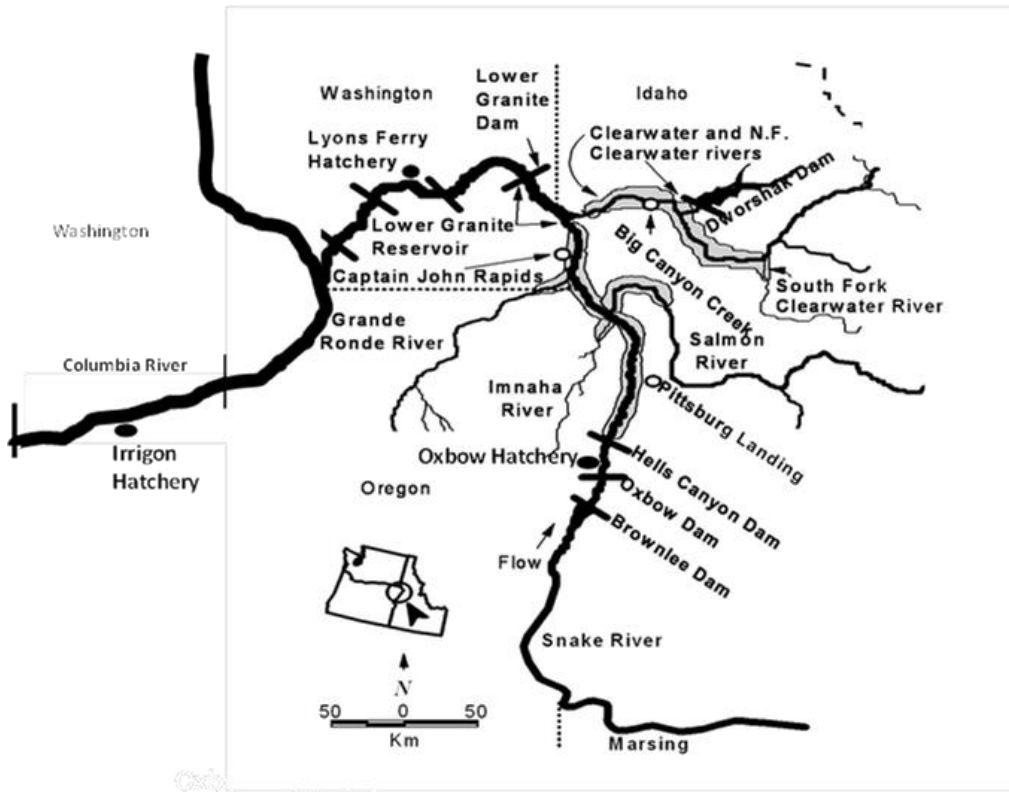 Washington
Lower
Granite
Dam
Idaho
Lyons Ferry
Hatchery
Clearwater and N.F.
Clearwater rivers
Dworshak Dam
Washington
Lower Granite
Reservoir
Captain John Rapids
Big Canyon Creek
South Fork
Clearwater River
Grande
Ronde River
Salmon
River
Columbia River
Imnaha
River
Pittsburg Landing
Irrigon
Hatchery
Oxbow Hatchery
Hells Canyon Dam
Oregon
Oxbow Dam
Brownlee Dam
Flow
Snake River
N
50 0 50
Km
Marsing